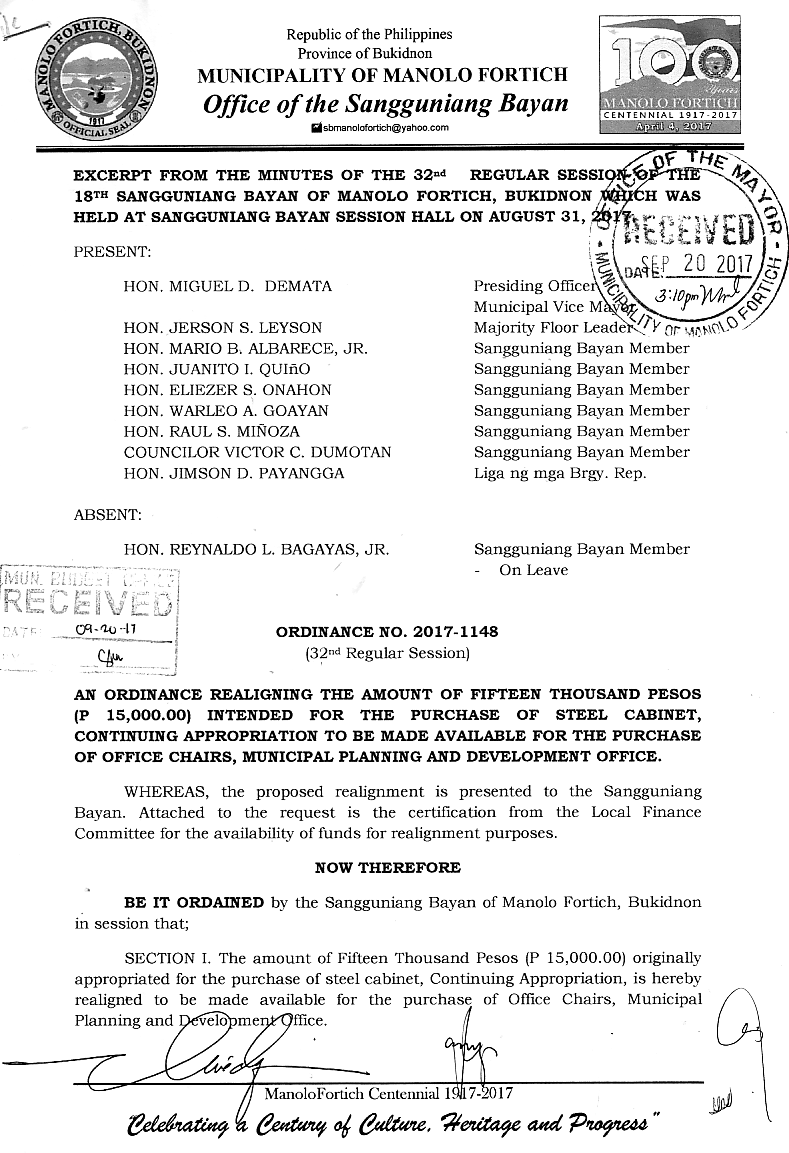 Republic of the Philippines
Province of Bukidnon
MUNICIPALITY OF MANOLO FORTICH
Office of the Sangguniang Bayan
sbmanolofortich@yahoo.com
MANOLO FORTICH, BUKIDNON
1917
OFFICIAL SEAL
100
Years
MANOLO FORTICH
CENTENNIAL 1917-2017
April 4, 2017
EXCERPT FROM THE MINUTES OF THE 32nd REGULAR SESSION OF THE
18TH SANGGUNIANG BAYAN OF MANOLO FORTICH, BUKIDNON WHICH WAS
HELD AT SANGGUNIANG BAYAN SESSION HALL ON AUGUST 31, 2017
OFFICE OF THE MAYOR
RECEIVED
DATE: SEP 20 2017
3:10pm
MUNICIPALITY OF MANOLO FORTICH
PRESENT:
HON. MIGUEL D. DEMATA Presiding Officer
Municipal Vice Mayor
HON. JERSON S. LEYSON Majority Floor Leader
HON. MARIO B. ALBARECE, JR. Sangguniang Bayan Member
HON. JUANITO I. QUIñO Sangguniang Bayan Member
HON. ELIEZER S. ONAHON Sangguniang Bayan Member
HON. WARLEO A. GOAYAN Sangguniang Bayan Member
HON. RAUL S. MIÑOZA Sangguniang Bayan Member
COUNCILOR VICTOR C. DUMOTAN Sangguniang Bayan Member
HON. JIMSON D. PAYANGGA Liga ng mga Brgy. Rep.
ABSENT:
HON. REYNALDO L. BAGAYAS, JR. Sangguniang Bayan Member
- On Leave
MUN. BUDGET OFFICE
RECEIVED
DATE: 09-20-17
ORDINANCE NO. 2017-1148
(32nd Regular Session)
AN ORDINANCE REALIGNING THE AMOUNT OF FIFTEEN THOUSAND PESOS
(P 15,000.00) INTENDED FOR THE PURCHASE OF STEEL CABINET,
CONTINUING APPROPRIATION TO BE MADE AVAILABLE FOR THE PURCHASE
OF OFFICE CHAIRS, MUNICIPAL PLANNING AND DEVELOPMENT OFFICE.
WHEREAS, the proposed realignment is presented to the Sangguniang
Bayan. Attached to the request is the certification from the Local Finance
Committee for the availability of funds for realignment purposes.
NOW THEREFORE
BE IT ORDAINED by the Sangguniang Bayan of Manolo Fortich, Bukidnon
in session that;
SECTION I. The amount of Fifteen Thousand Pesos (P 15,000.00) originally
appropriated for the purchase of steel cabinet, Continuing Appropriation, is hereby
realigned to be made available for the purchase of Office Chairs, Municipal
Planning and Development Office.
ManoloFortich Centennial 1917-2017
"Celebrating a Century of Culture, Heritage and Progress"